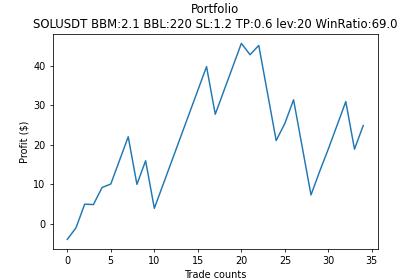 Portfolio
SOLUSDT BBM:2.1 BBL:220 SL:1.2 TP:0.6 lev:20 WinRatio:69.0
Profit ($)
40
30
20
10
0
0 5 10 15 20 25 30 35
Trade counts